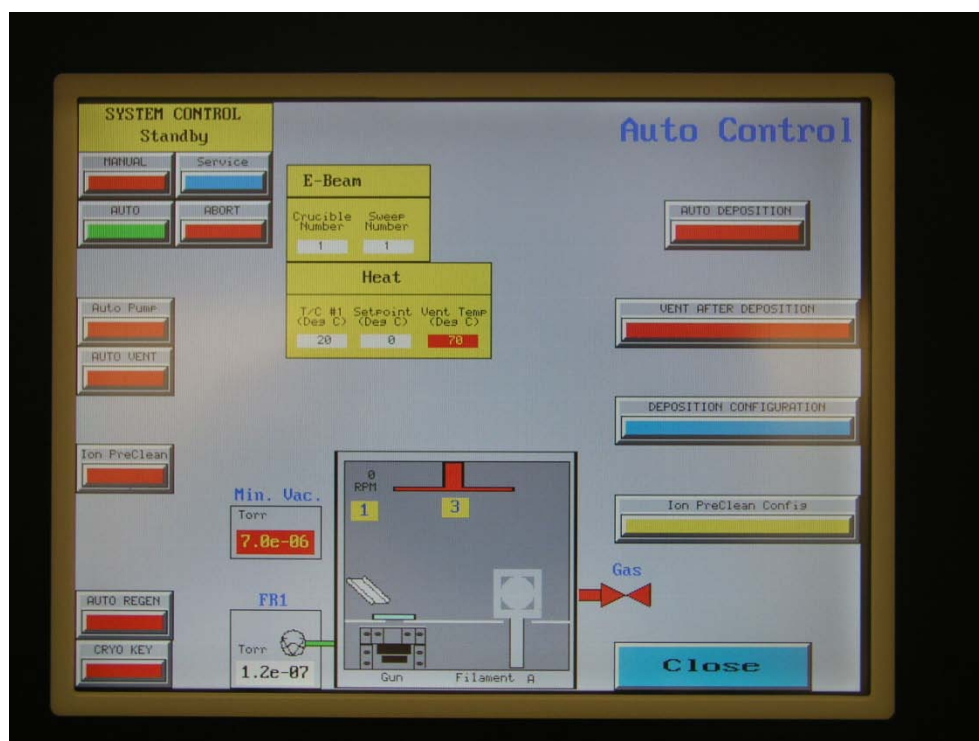 SYSTEM CONTROL
Standby
MANUAL
Service
AUTO
ABORT
Auto Control
E-Beam
Crucible Number
Sweep Number
1
1
Heat
T/C #1 (Deg C)
Setpoint (Deg C)
Vent Temp (Deg C)
20
0
70
AUTO DEPOSITION
Auto Pump
AUTO VENT
VENT AFTER DEPOSITION
DEPOSITION CONFIGURATION
Ion PreClean
Ion PreClean Config
Min. Vac.
Torr
7.0e-06
0
RPM
1
3
Gas
AUTO REGEN
CRYO KEY
FR1
Torr
1.2e-07
Gun
Filament A
Close